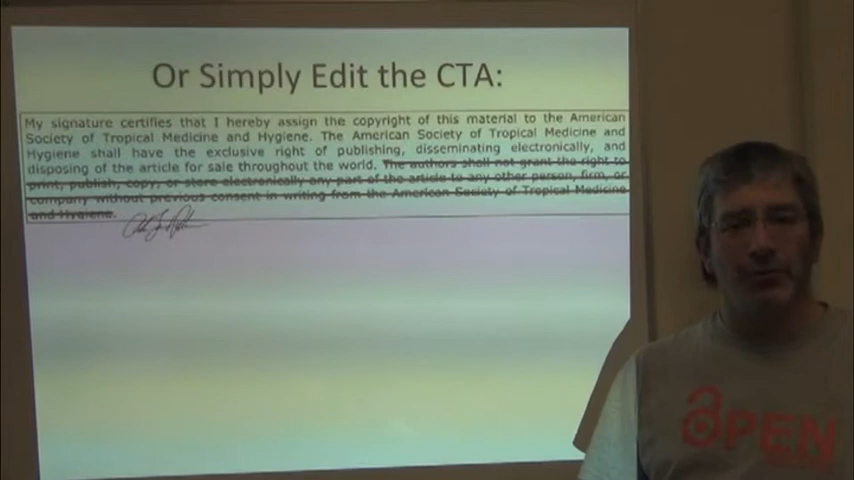 Or Simply Edit the CTA:
My signature certifies that I hereby assign the copyright of this material to the American
Society of Tropical Medicine and Hygiene. The American Society of Tropical Medicine and
Hygiene shall have the exclusive right of publishing, disseminating electronically, and
disposing of the article for sale throughout the world. The authors shall not grant the right to
print, publish, copy, or store electronically any part of the article to any other person, firm, or
company without previous consent in writing from the American Society of Tropical Medicine
and Hygiene.
OPEN